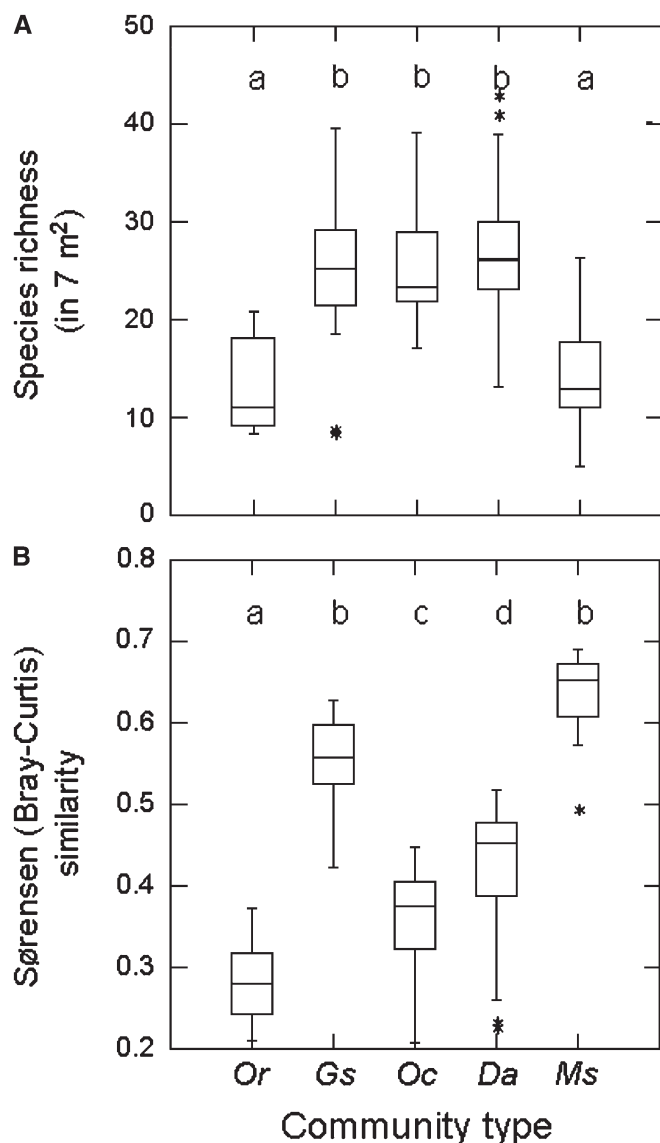 A
50
40
30
20
10
0
Species richness
(in 7 m²)
a b b b a
B
0.8
0.7
0.6
0.5
0.4
0.3
0.2
Sørensen (Bray-Curtis)
similarity
a b c d b
Or Gs Oc Da Ms
Community type